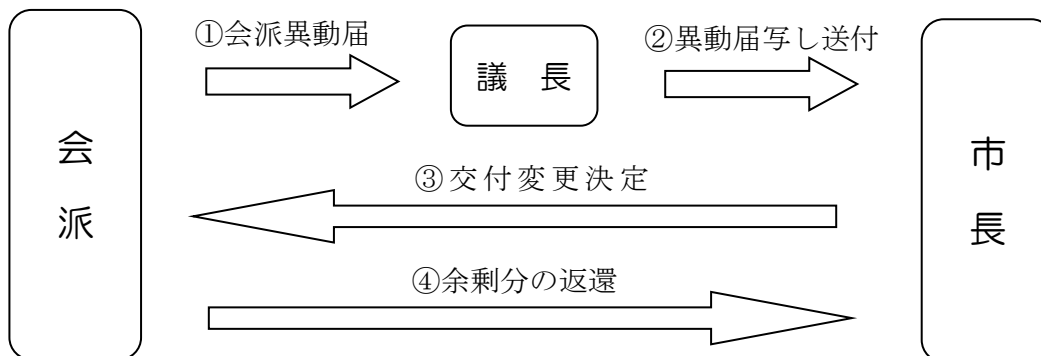 ①会派異動届
②異動届写し送付
議 長
会派
市長
③交付変更決定
④余剰分の返還